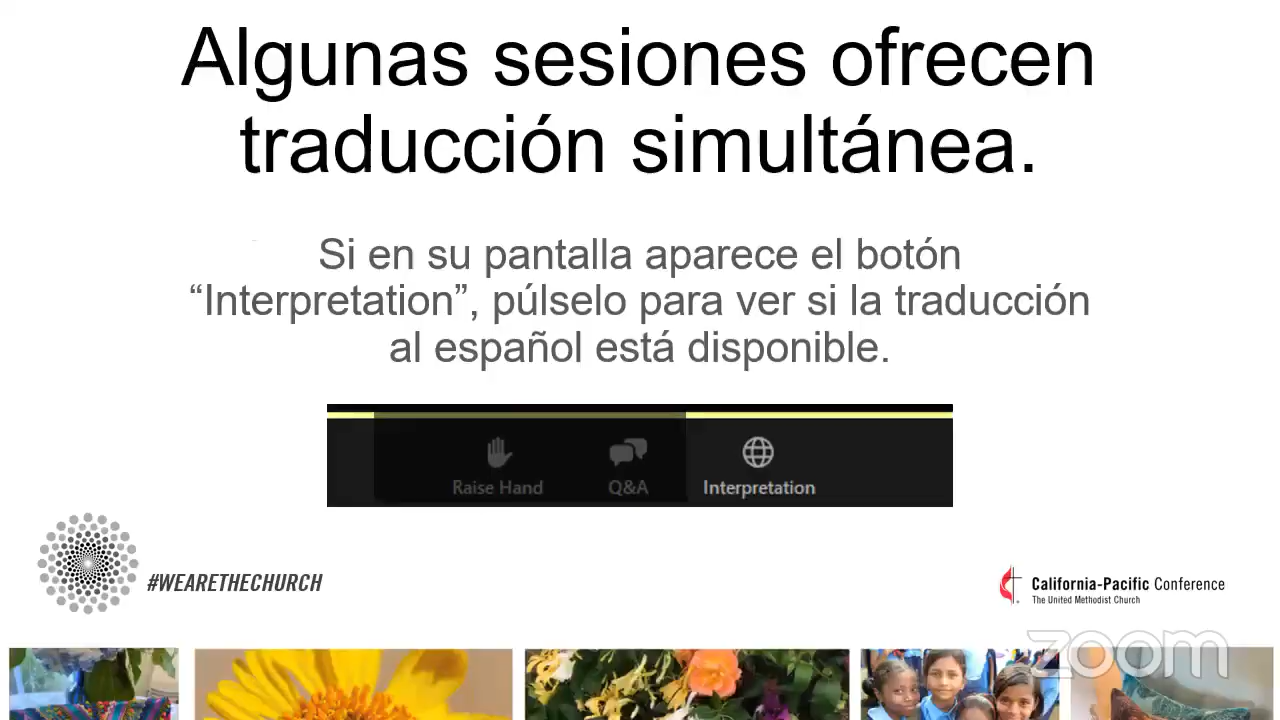 Algunas sesiones ofrecen
traducción simultánea.
Si en su pantalla aparece el botón
“Interpretation”, púlselo para ver si la traducción
al español está disponible.
Raise Hand
Q&A
Interpretation
#WEARETHECHURCH
California-Pacific Conference
The United Methodist Church
zoom